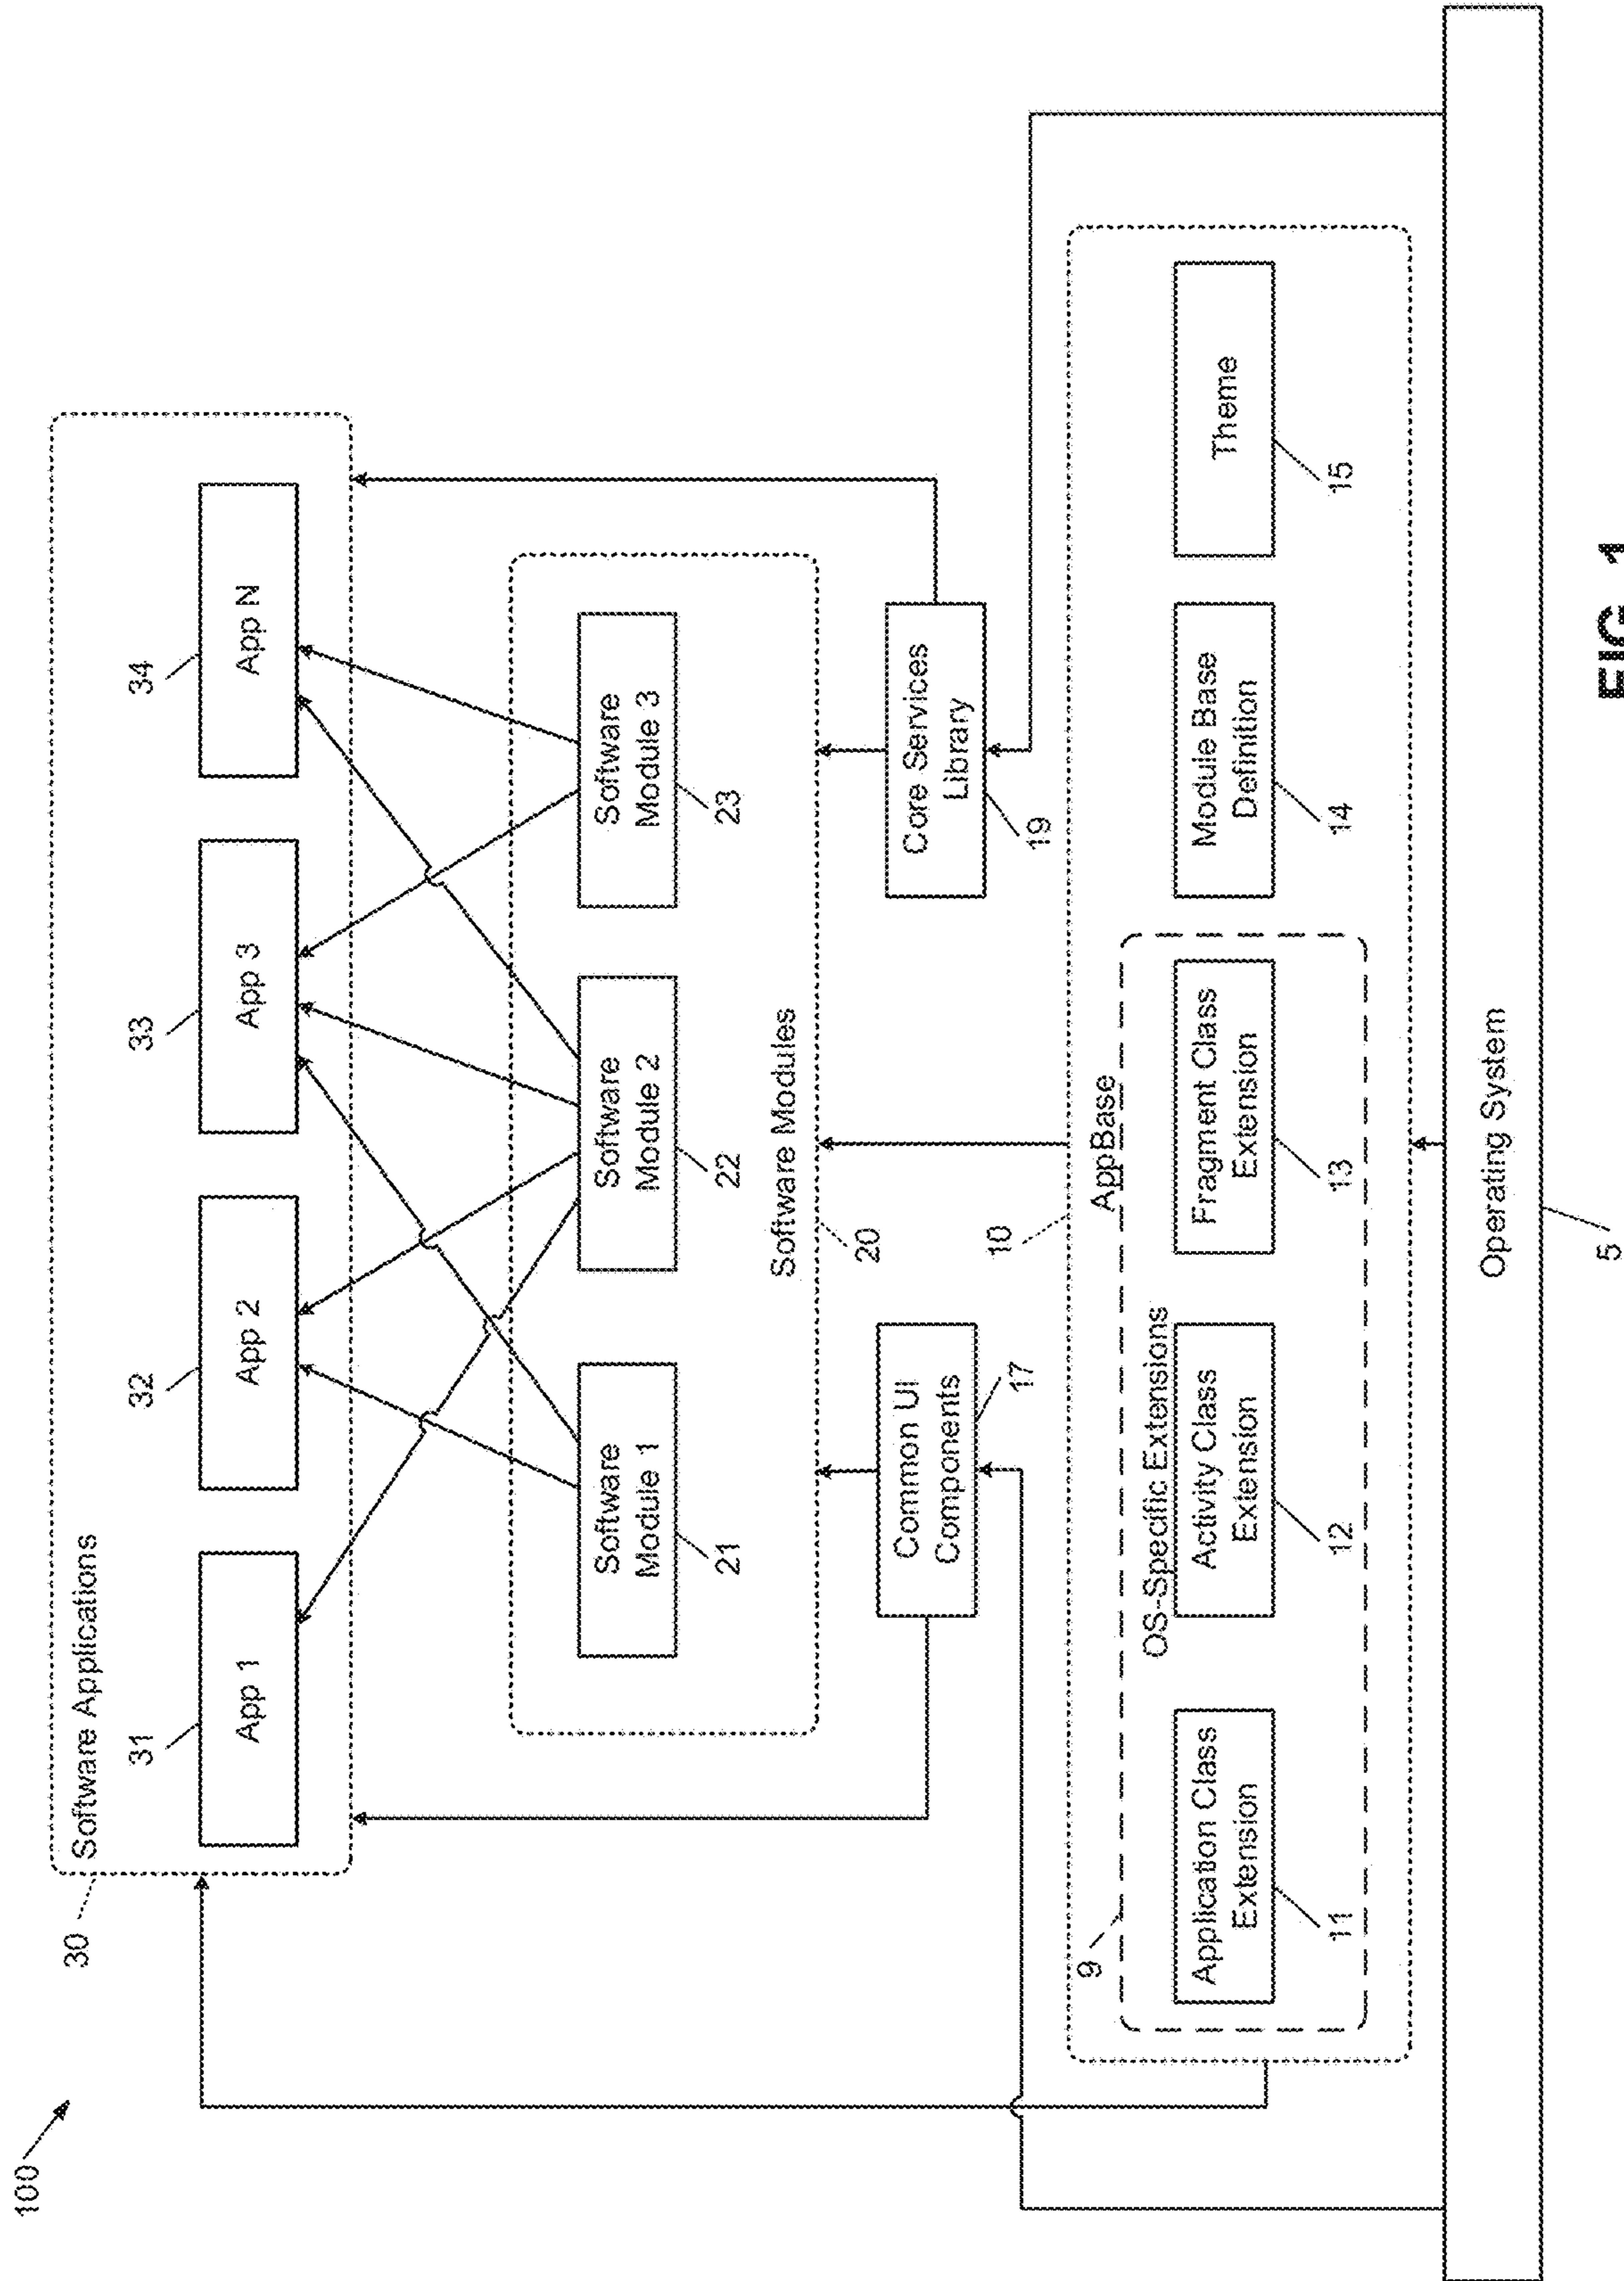 100
30
Software Applications
31
32
33
34
App 1
App 2
App 3
App N
Software
Module 1
Software
Module 2
Software
Module 3
21
22
23
Software Modules
20
Common UI
Components
17
Core Services
Library
19
10
9
AppBase
OS-Specific Extensions
Application Class
Extension
Activity Class
Extension
Fragment Class
Extension
Module Base
Definition
Theme
11
12
13
14
15
Operating System
5
FIG. 1